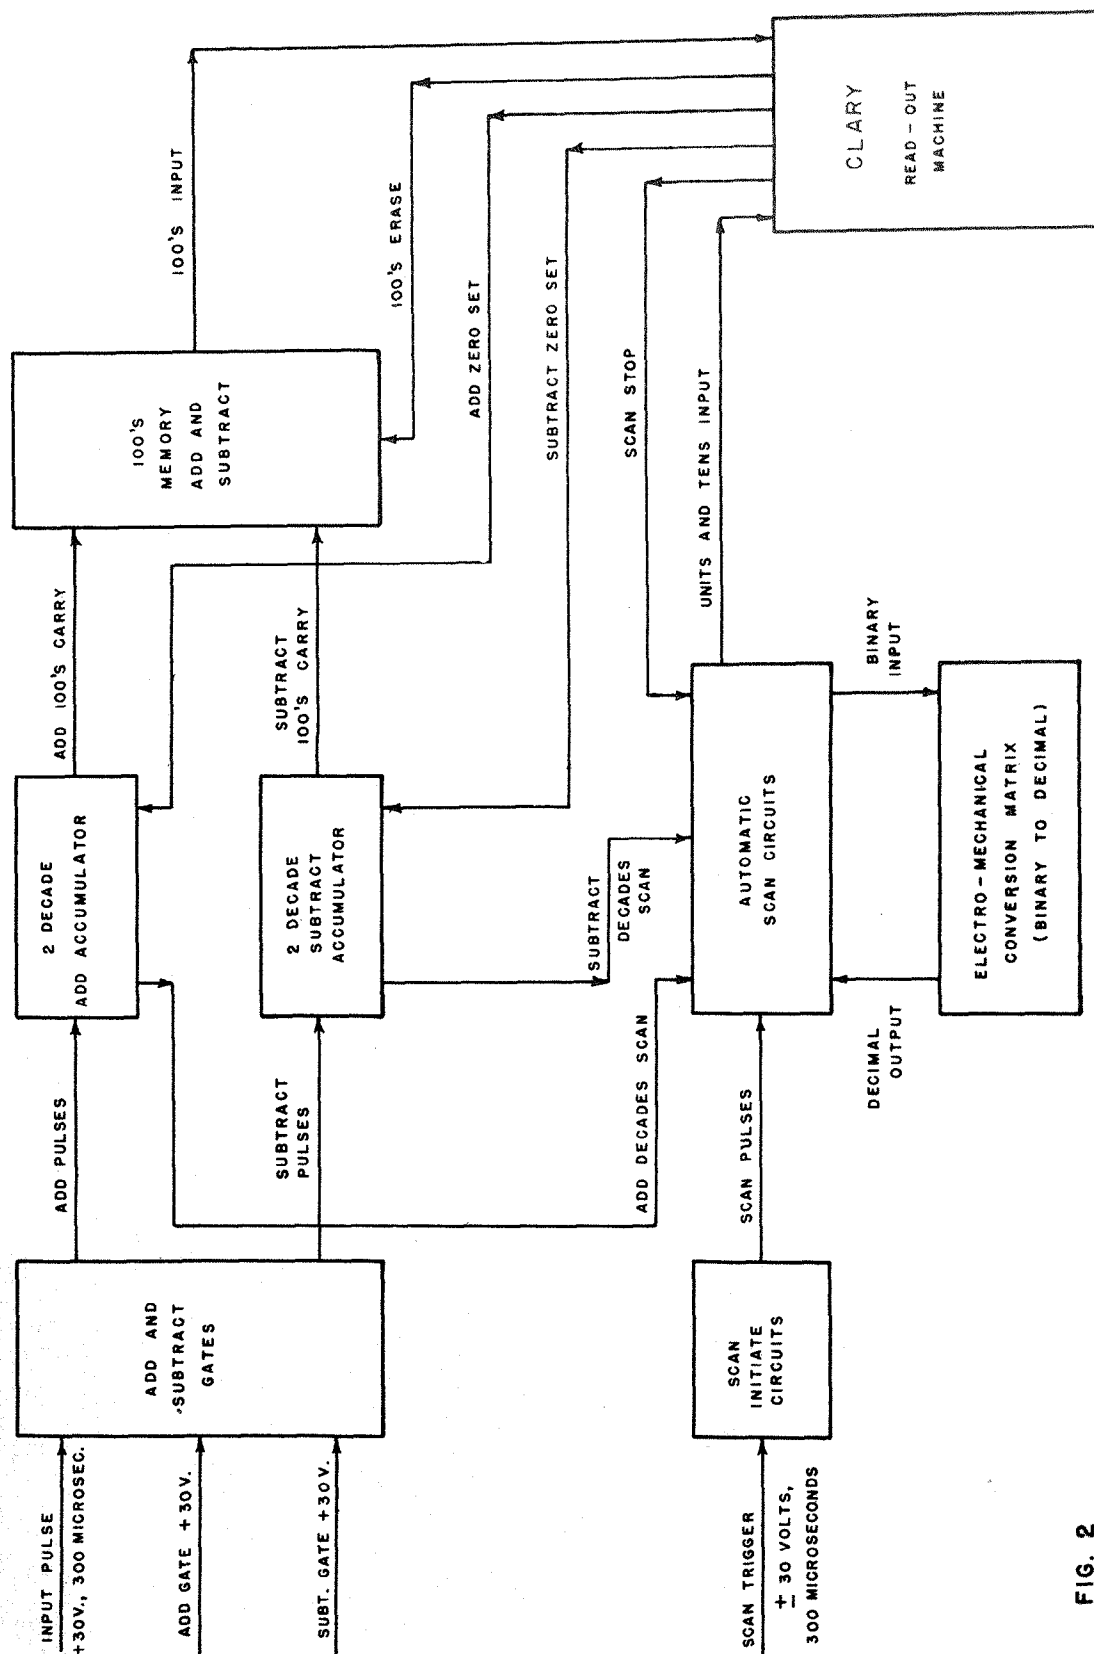 INPUT PULSE
+30V., 300 MICROSEC.
ADD GATE +30V.
SUBT. GATE +30V.
ADD AND
SUBTRACT
GATES
ADD PULSES
SUBTRACT
PULSES
2 DECADE
ADD ACCUMULATOR
2 DECADE
SUBTRACT
ACCUMULATOR
ADD 100'S CARRY
SUBTRACT
100'S CARRY
100'S
MEMORY
ADD AND
SUBTRACT
100'S INPUT
100'S ERASE
ADD ZERO SET
SUBTRACT ZERO SET
SCAN STOP
UNITS AND TENS INPUT
CLARY
READ-OUT
MACHINE
SUBTRACT
DECADES
SCAN
ADD DECADES SCAN
SCAN TRIGGER
± 30 VOLTS,
300 MICROSECONDS
SCAN
INITIATE
CIRCUITS
SCAN PULSES
AUTOMATIC
SCAN CIRCUITS
DECIMAL
OUTPUT
BINARY
INPUT
ELECTRO-MECHANICAL
CONVERSION MATRIX
(BINARY TO DECIMAL)
FIG. 2